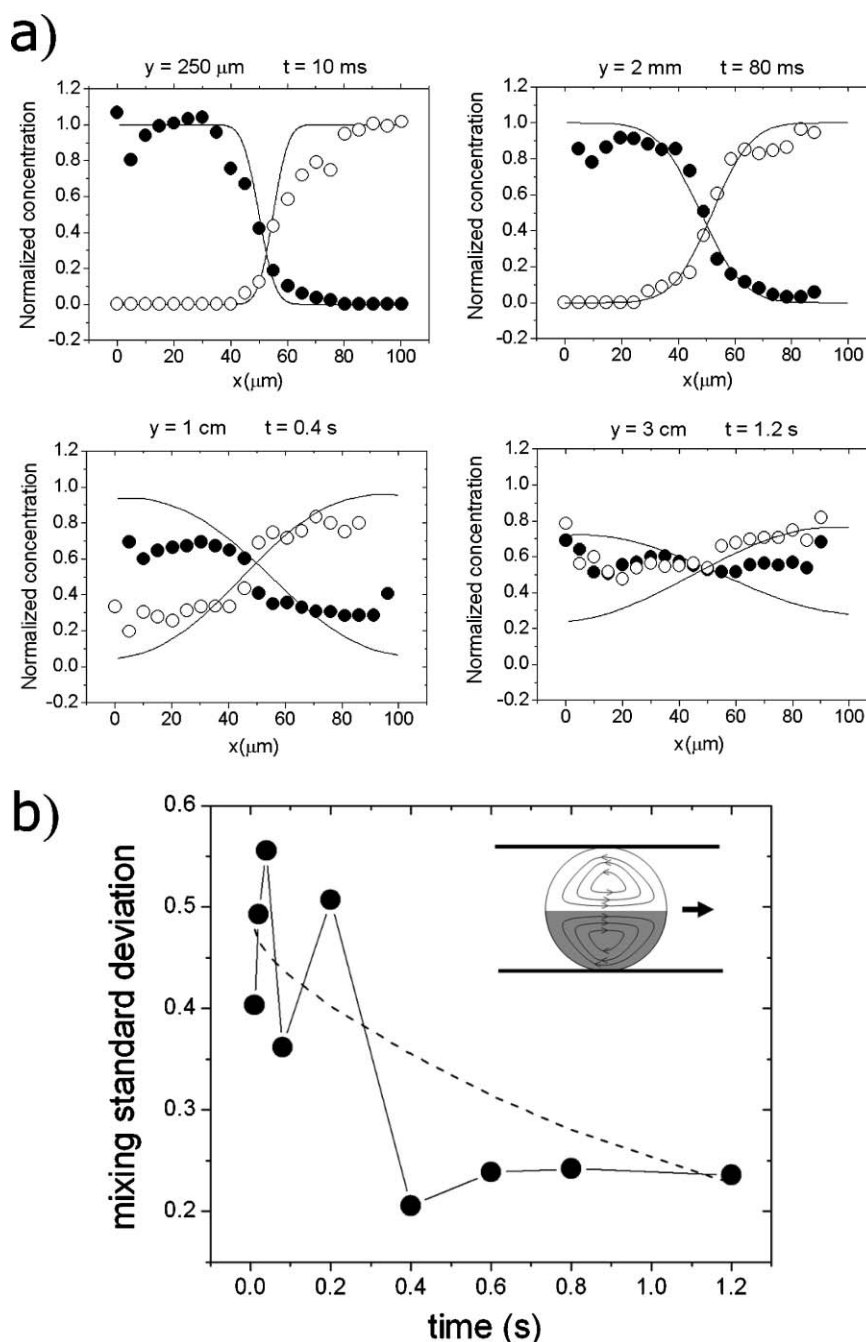 a)
y = 250 µm t = 10 ms
Normalized concentration
1.2
1.0
0.8
0.6
0.4
0.2
0.0
-0.2
0 20 40 60 80 100
x(µm)
y = 2 mm t = 80 ms
Normalized concentration
1.2
1.0
0.8
0.6
0.4
0.2
0.0
-0.2
0 20 40 60 80 100
x(µm)
y = 1 cm t = 0.4 s
Normalized concentration
1.2
1.0
0.8
0.6
0.4
0.2
0.0
-0.2
0 20 40 60 80 100
x(µm)
y = 3 cm t = 1.2 s
Normalized concentration
1.2
1.0
0.8
0.6
0.4
0.2
0.0
-0.2
0 20 40 60 80 100
x(µm)
b)
mixing standard deviation
0.6
0.5
0.4
0.3
0.2
0.0 0.2 0.4 0.6 0.8 1.0 1.2
time (s)